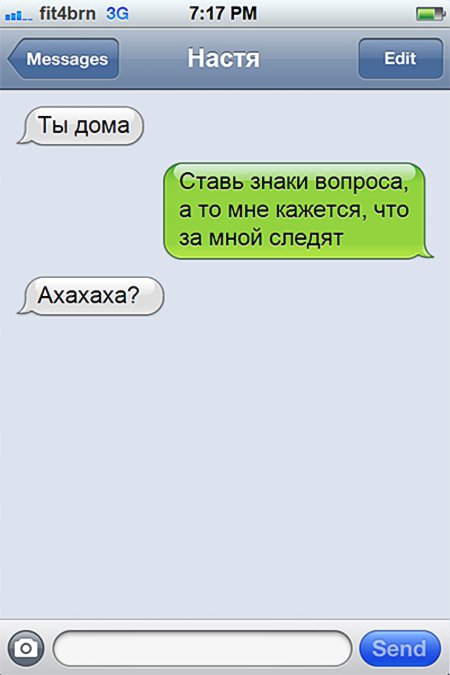 fit4brn 3G 7:17 PM
Messages Настя Edit
Ты дома
Ставь знаки вопроса,
а то мне кажется, что
за мной следят
Ахахаха?
Send